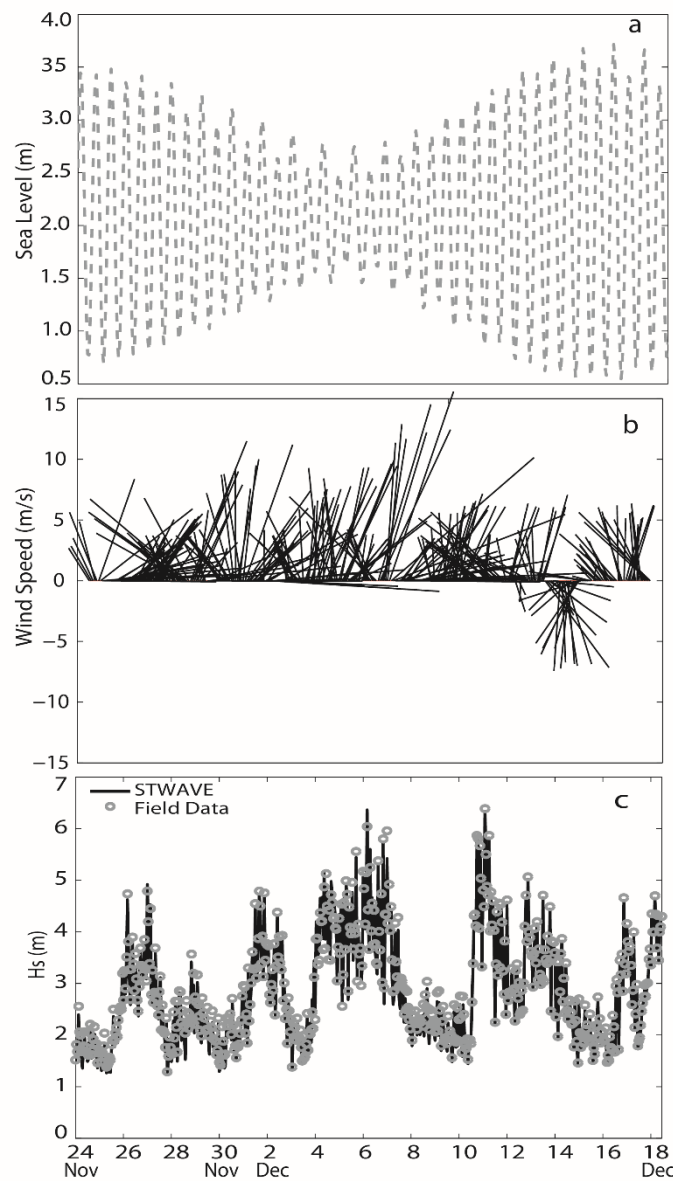 a
4.0
3.5
3.0
2.5
2.0
1.5
1.0
0.5
Sea Level (m)
b
15
10
5
0
−5
−10
−15
Wind Speed (m/s)
c
7
6
5
4
3
2
1
0
Hs (m)
STWAVE
Field Data
24 26 28 30 2 4 6 8 10 12 14 16 18
Nov Nov Dec Dec